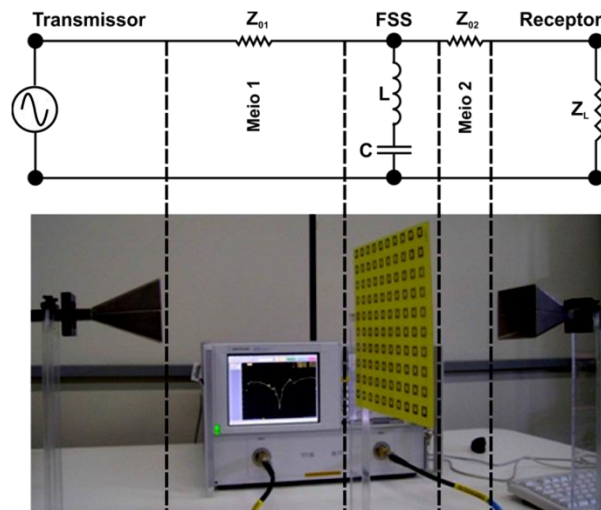 Transmissor
Z01
FSS
Z02
Receptor
Meio 1
L
C
Meio 2
ZL